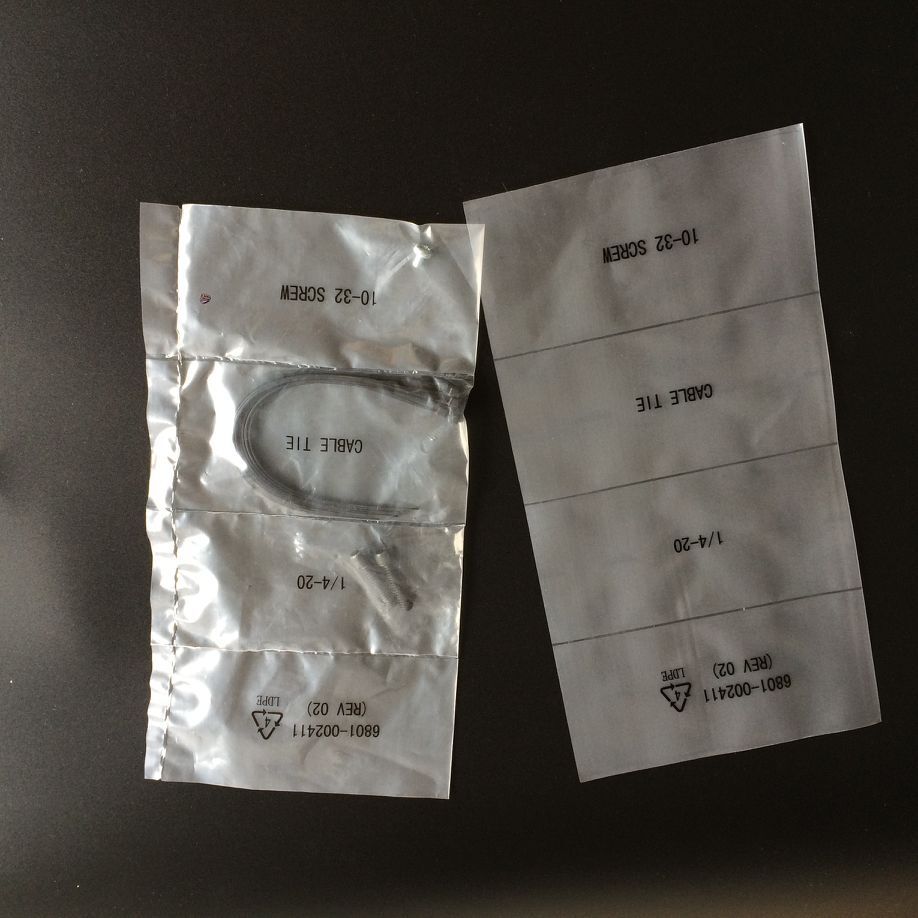 6801-002411
(REV 02)
4
LDPE
1/4-20
CABLE TIE
10-32 SCREW
6801-002411
(REV 02)
4
LDPE
1/4-20
CABLE TIE
10-32 SCREW